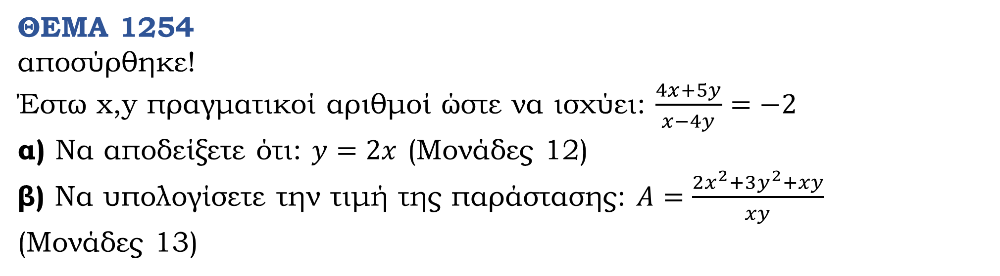 ΘΕΜΑ 1254
αποσύρθηκε!
Έστω x,y πραγματικοί αριθμοί ώστε να ισχύει: \frac{4x+5y}{x-4y} = -2
α) Να αποδείξετε ότι: y = 2x (Μονάδες 12)
β) Να υπολογίσετε την τιμή της παράστασης: A = \frac{2x^2+3y^2+xy}{xy}
(Μονάδες 13)